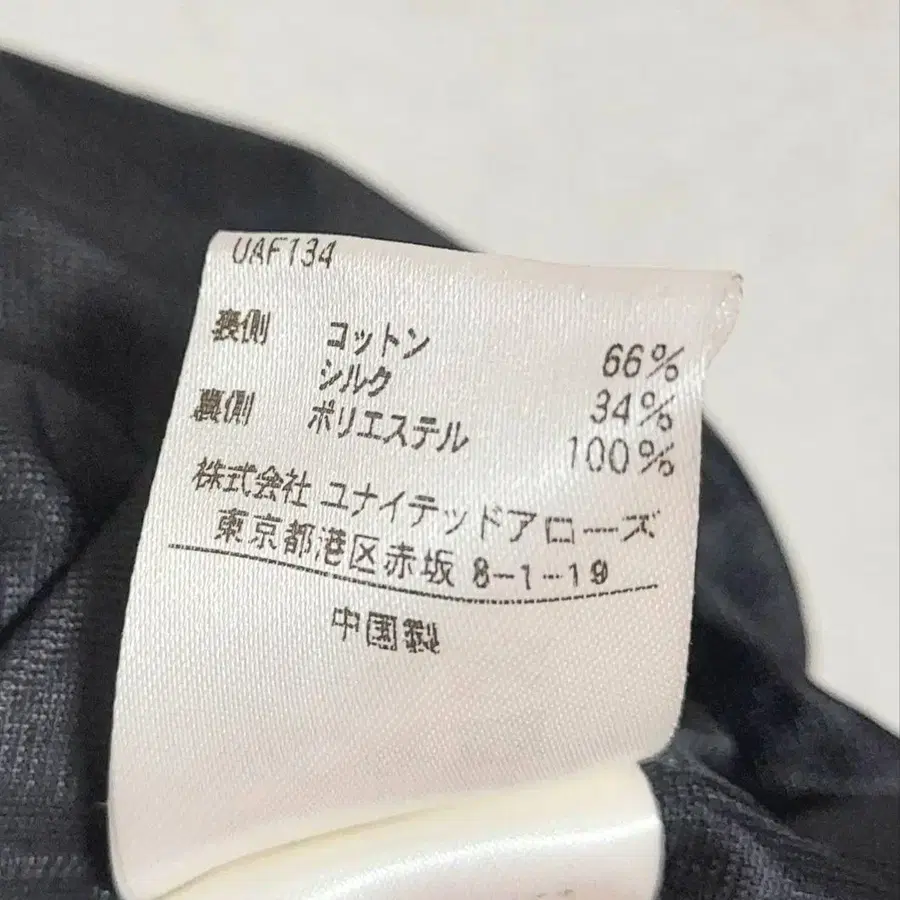 UAF134
表側 コットン 66%
シルク 34%
裏側 ポリエステル 100%
株式会社 ユナイテッドアローズ
東京都港区赤坂 8-1-19
中国製